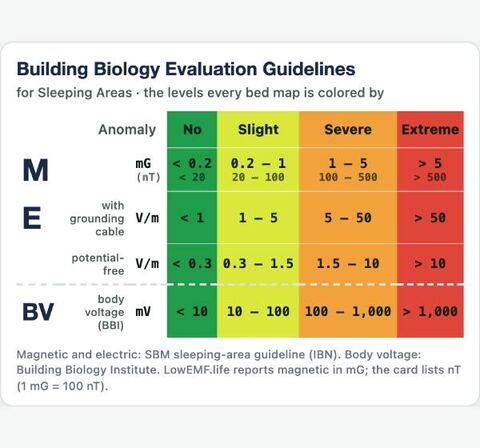 Building Biology Evaluation Guidelines
for Sleeping Areas · the levels every bed map is colored by
Anomaly No Slight Severe Extreme
M mG < 0.2 0.2 – 1 1 – 5 > 5
(nT) < 20 20 – 100 100 – 500 > 500
E with grounding cable V/m < 1 1 – 5 5 – 50 > 50
potential-free V/m < 0.3 0.3 – 1.5 1.5 – 10 > 10
BV body voltage (BBI) mV < 10 10 – 100 100 – 1,000 > 1,000
Magnetic and electric: SBM sleeping-area guideline (IBN). Body voltage:
Building Biology Institute. LowEMF.life reports magnetic in mG; the card lists nT
(1 mG = 100 nT).